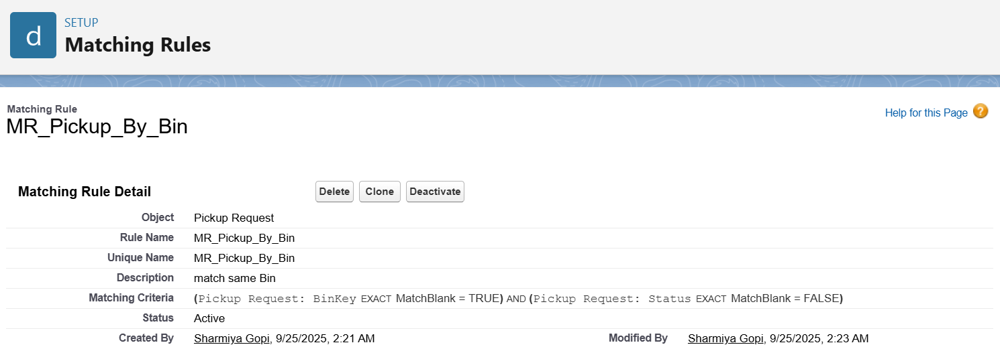 d
SETUP
Matching Rules
Matching Rule
MR_Pickup_By_Bin
Help for this Page ?
Matching Rule Detail
Delete Clone Deactivate
Object Pickup Request
Rule Name MR_Pickup_By_Bin
Unique Name MR_Pickup_By_Bin
Description match same Bin
Matching Criteria (Pickup Request: BinKey EXACT MatchBlank = TRUE) AND (Pickup Request: Status EXACT MatchBlank = FALSE)
Status Active
Created By Sharmiya Gopi, 9/25/2025, 2:21 AM Modified By Sharmiya Gopi, 9/25/2025, 2:23 AM